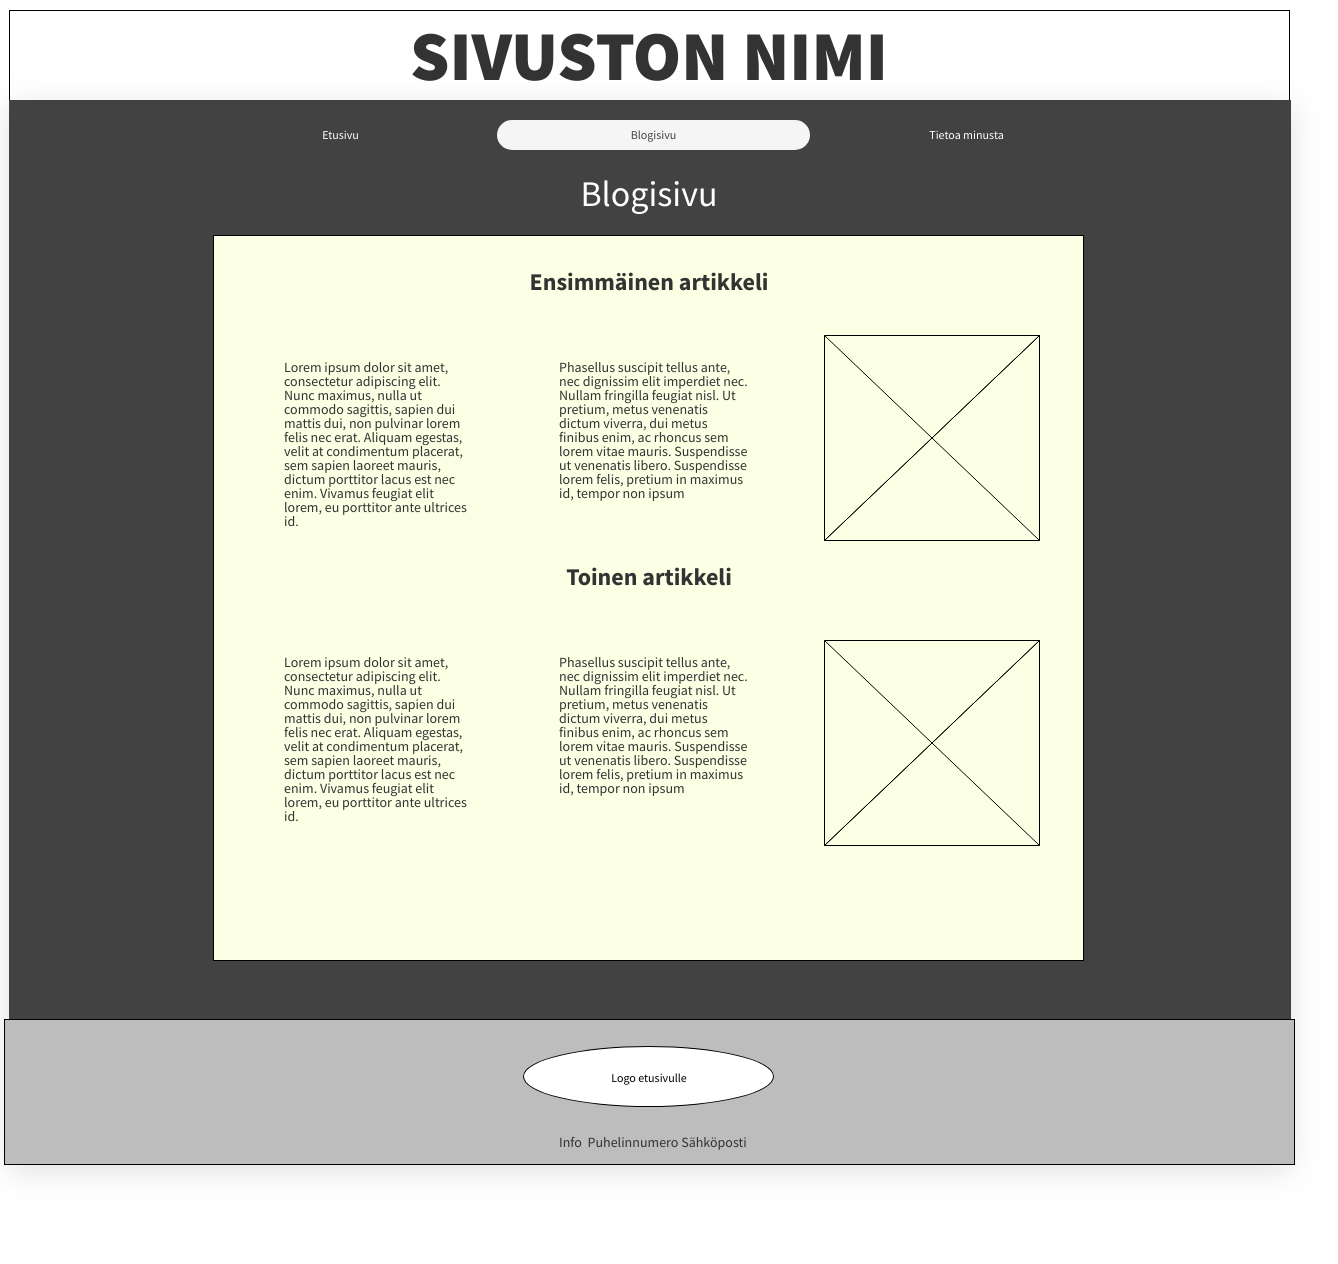 SIVUSTON NIMI
Etusivu
Blogisivu
Tietoa minusta
Blogisivu
Ensimmäinen artikkeli
Lorem ipsum dolor sit amet,
consectetur adipiscing elit.
Nunc maximus, nulla ut
commodo sagittis, sapien dui
mattis dui, non pulvinar lorem
felis nec erat. Aliquam egestas,
velit at condimentum placerat,
sem sapien laoreet mauris,
dictum porttitor lacus est nec
enim. Vivamus feugiat elit
lorem, eu porttitor ante ultrices
id.
Phasellus suscipit tellus ante,
nec dignissim elit imperdiet nec.
Nullam fringilla feugiat nisl. Ut
pretium, metus venenatis
dictum viverra, dui metus
finibus enim, ac rhoncus sem
lorem vitae mauris. Suspendisse
ut venenatis libero. Suspendisse
lorem felis, pretium in maximus
id, tempor non ipsum
Toinen artikkeli
Lorem ipsum dolor sit amet,
consectetur adipiscing elit.
Nunc maximus, nulla ut
commodo sagittis, sapien dui
mattis dui, non pulvinar lorem
felis nec erat. Aliquam egestas,
velit at condimentum placerat,
sem sapien laoreet mauris,
dictum porttitor lacus est nec
enim. Vivamus feugiat elit
lorem, eu porttitor ante ultrices
id.
Phasellus suscipit tellus ante,
nec dignissim elit imperdiet nec.
Nullam fringilla feugiat nisl. Ut
pretium, metus venenatis
dictum viverra, dui metus
finibus enim, ac rhoncus sem
lorem vitae mauris. Suspendisse
ut venenatis libero. Suspendisse
lorem felis, pretium in maximus
id, tempor non ipsum
Logo etusivulle
Info Puhelinnumero Sähköposti